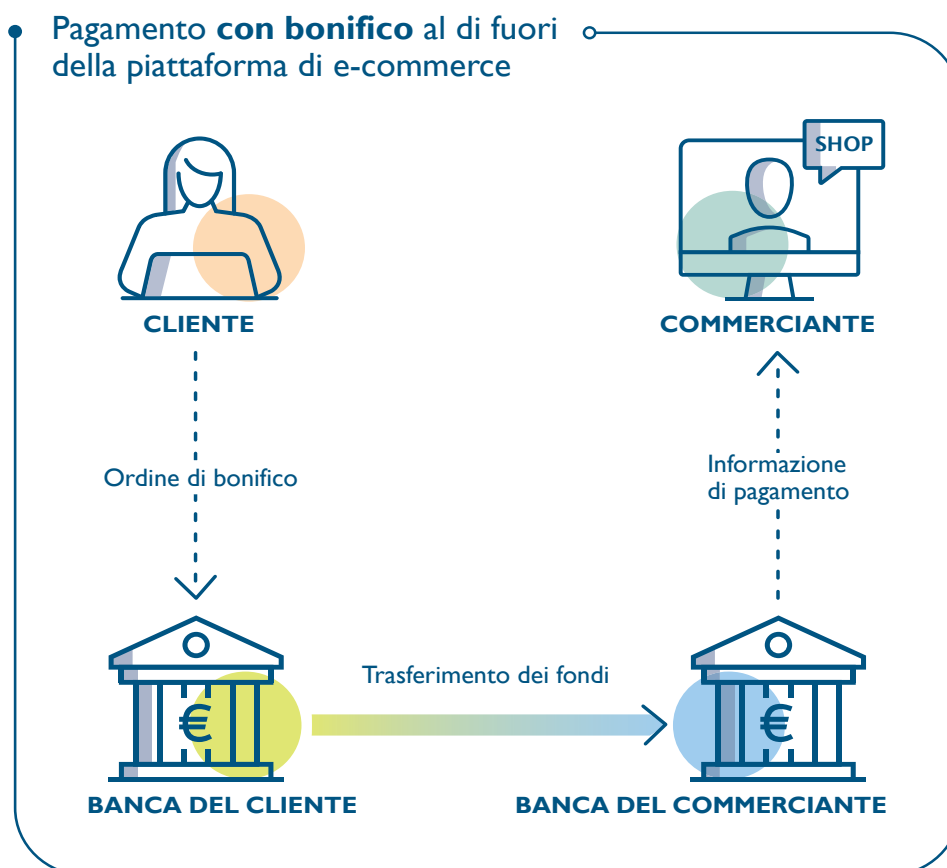 Pagamento con bonifico al di fuori
della piattaforma di e-commerce
SHOP
CLIENTE
COMMERCIANTE
Ordine di bonifico
Informazione
di pagamento
Trasferimento dei fondi
€
€
BANCA DEL CLIENTE
BANCA DEL COMMERCIANTE